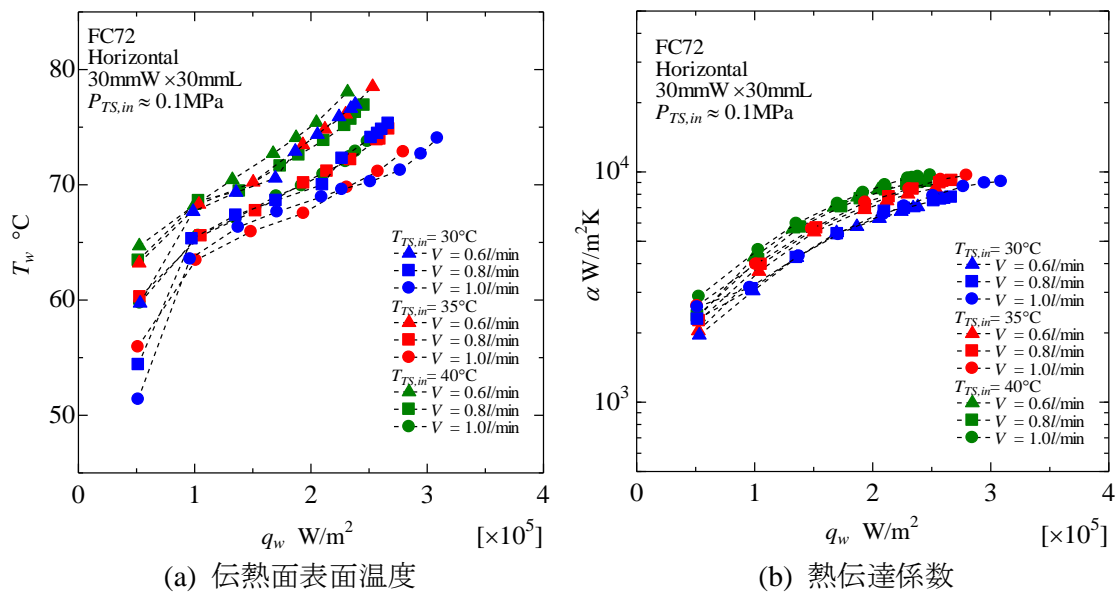 FC72
Horizontal
30mmW×30mmL
P_TS,in ≈ 0.1MPa
80
70
60
50
T_w °C
T_TS,in = 30°C
V = 0.6l/min
V = 0.8l/min
V = 1.0l/min
T_TS,in = 35°C
V = 0.6l/min
V = 0.8l/min
V = 1.0l/min
T_TS,in = 40°C
V = 0.6l/min
V = 0.8l/min
V = 1.0l/min
0 1 2 3 4
q_w W/m² [×10⁵]
(a) 伝熱面表面温度
FC72
Horizontal
30mmW×30mmL
P_TS,in ≈ 0.1MPa
10⁴
10³
α W/m²K
T_TS,in = 30°C
V = 0.6l/min
V = 0.8l/min
V = 1.0l/min
T_TS,in = 35°C
V = 0.6l/min
V = 0.8l/min
V = 1.0l/min
T_TS,in = 40°C
V = 0.6l/min
V = 0.8l/min
V = 1.0l/min
0 1 2 3 4
q_w W/m² [×10⁵]
(b) 熱伝達係数